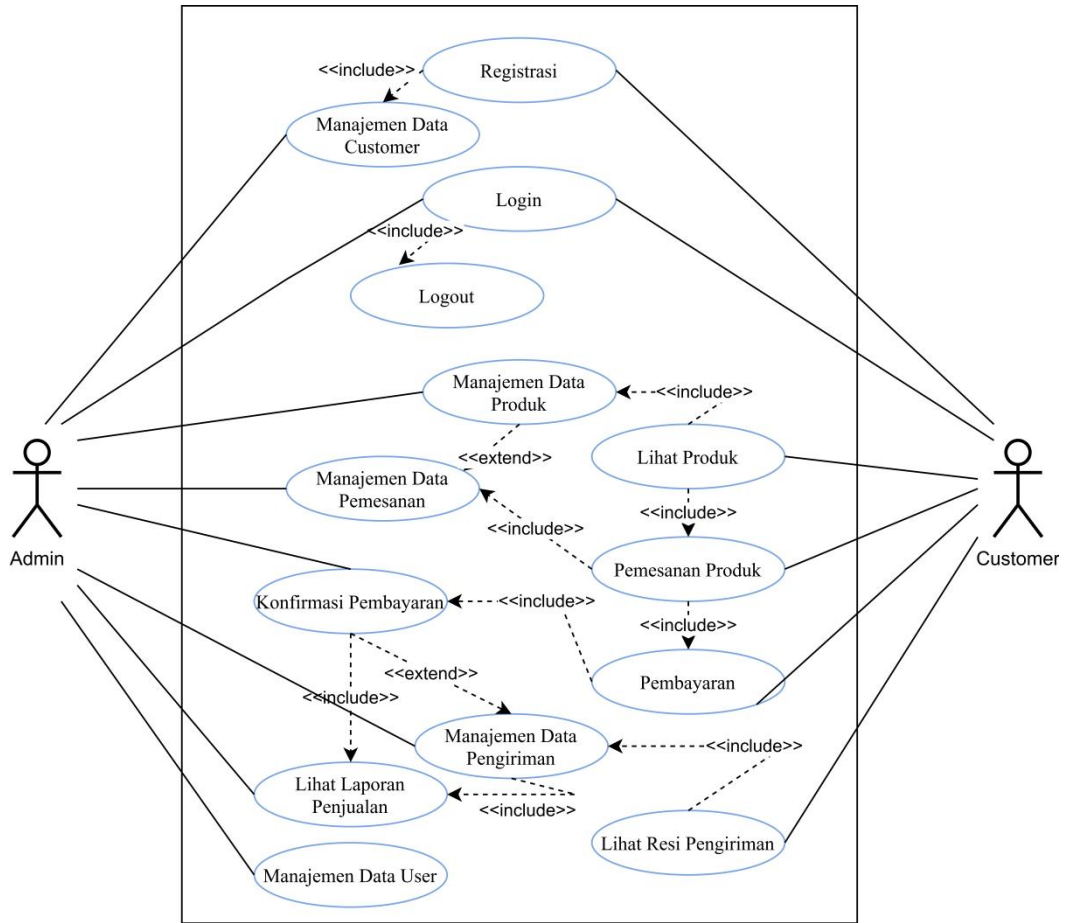 <<include>>
Registrasi
Manajemen Data
Customer
Login
<<include>>
Logout
Manajemen Data
Produk
<<include>>
<<extend>>
Lihat Produk
Manajemen Data
Pemesanan
<<include>>
<<include>>
Admin
Customer
Pemesanan Produk
Konfirmasi Pembayaran
<<include>>
<<include>>
<<extend>>
Pembayaran
<<include>>
Manajemen Data
Pengiriman
<<include>>
Lihat Laporan
Penjualan
<<include>>
Lihat Resi Pengiriman
Manajemen Data User